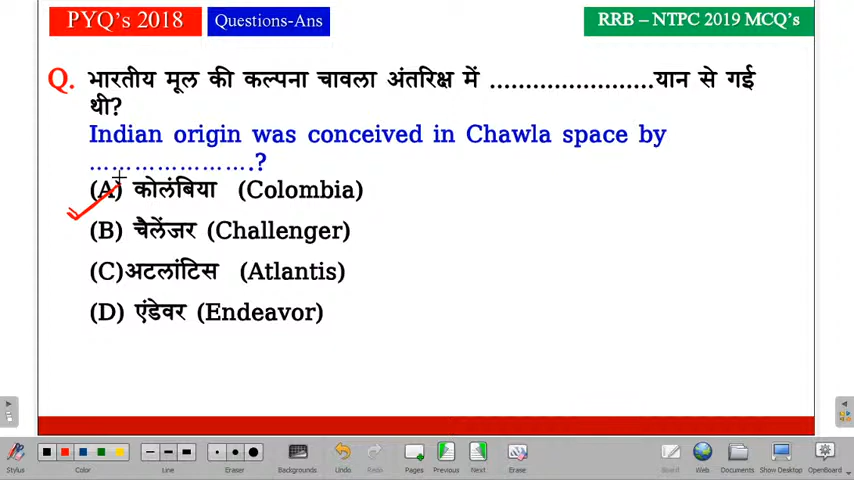 PYQ's 2018
Questions-Ans
RRB – NTPC 2019 MCQ's
Q. भारतीय मूल की कल्पना चावला अंतरिक्ष में .......................यान से गई
थी?
Indian origin was conceived in Chawla space by
.......................?
(A) कोलंबिया (Colombia)
(B) चैलेंजर (Challenger)
(C)अटलांटिस (Atlantis)
(D) एंडेवर (Endeavor)
Stylus Color Line Eraser Backgrounds Undo Redo Pages Previous Next Erase Board Web Documents Show Desktop OpenBoard